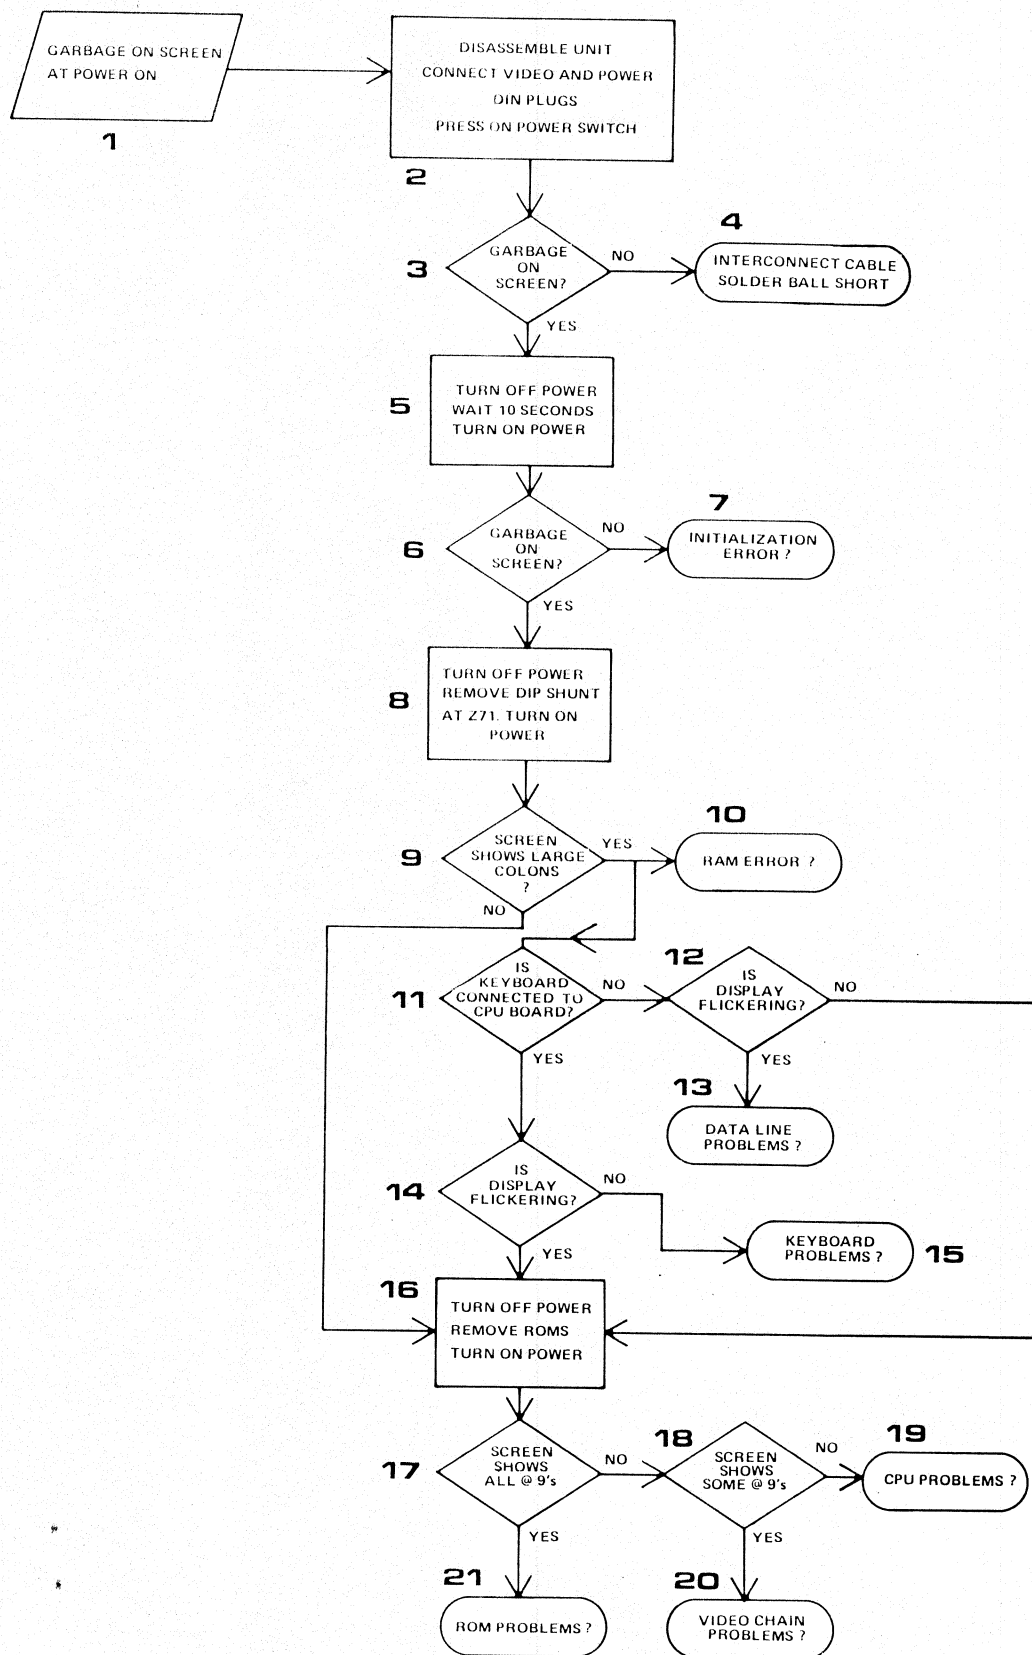 GARBAGE ON SCREEN
AT POWER ON
1
DISASSEMBLE UNIT
CONNECT VIDEO AND POWER
DIN PLUGS
PRESS ON POWER SWITCH
2
3
GARBAGE
ON
SCREEN?
NO
YES
4
INTERCONNECT CABLE
SOLDER BALL SHORT
5
TURN OFF POWER
WAIT 10 SECONDS
TURN ON POWER
6
GARBAGE
ON
SCREEN?
NO
YES
7
INITIALIZATION
ERROR ?
8
TURN OFF POWER
REMOVE DIP SHUNT
AT Z71. TURN ON
POWER
9
SCREEN
SHOWS LARGE
COLONS
?
YES
NO
10
RAM ERROR ?
11
IS
KEYBOARD
CONNECTED TO
CPU BOARD?
NO
YES
12
IS
DISPLAY
FLICKERING?
NO
YES
13
DATA LINE
PROBLEMS ?
14
IS
DISPLAY
FLICKERING?
NO
YES
KEYBOARD
PROBLEMS ?
15
16
TURN OFF POWER
REMOVE ROMS
TURN ON POWER
17
SCREEN
SHOWS
ALL @ 9's
NO
YES
18
SCREEN
SHOWS
SOME @ 9's
NO
YES
19
CPU PROBLEMS ?
21
ROM PROBLEMS ?
20
VIDEO CHAIN
PROBLEMS ?